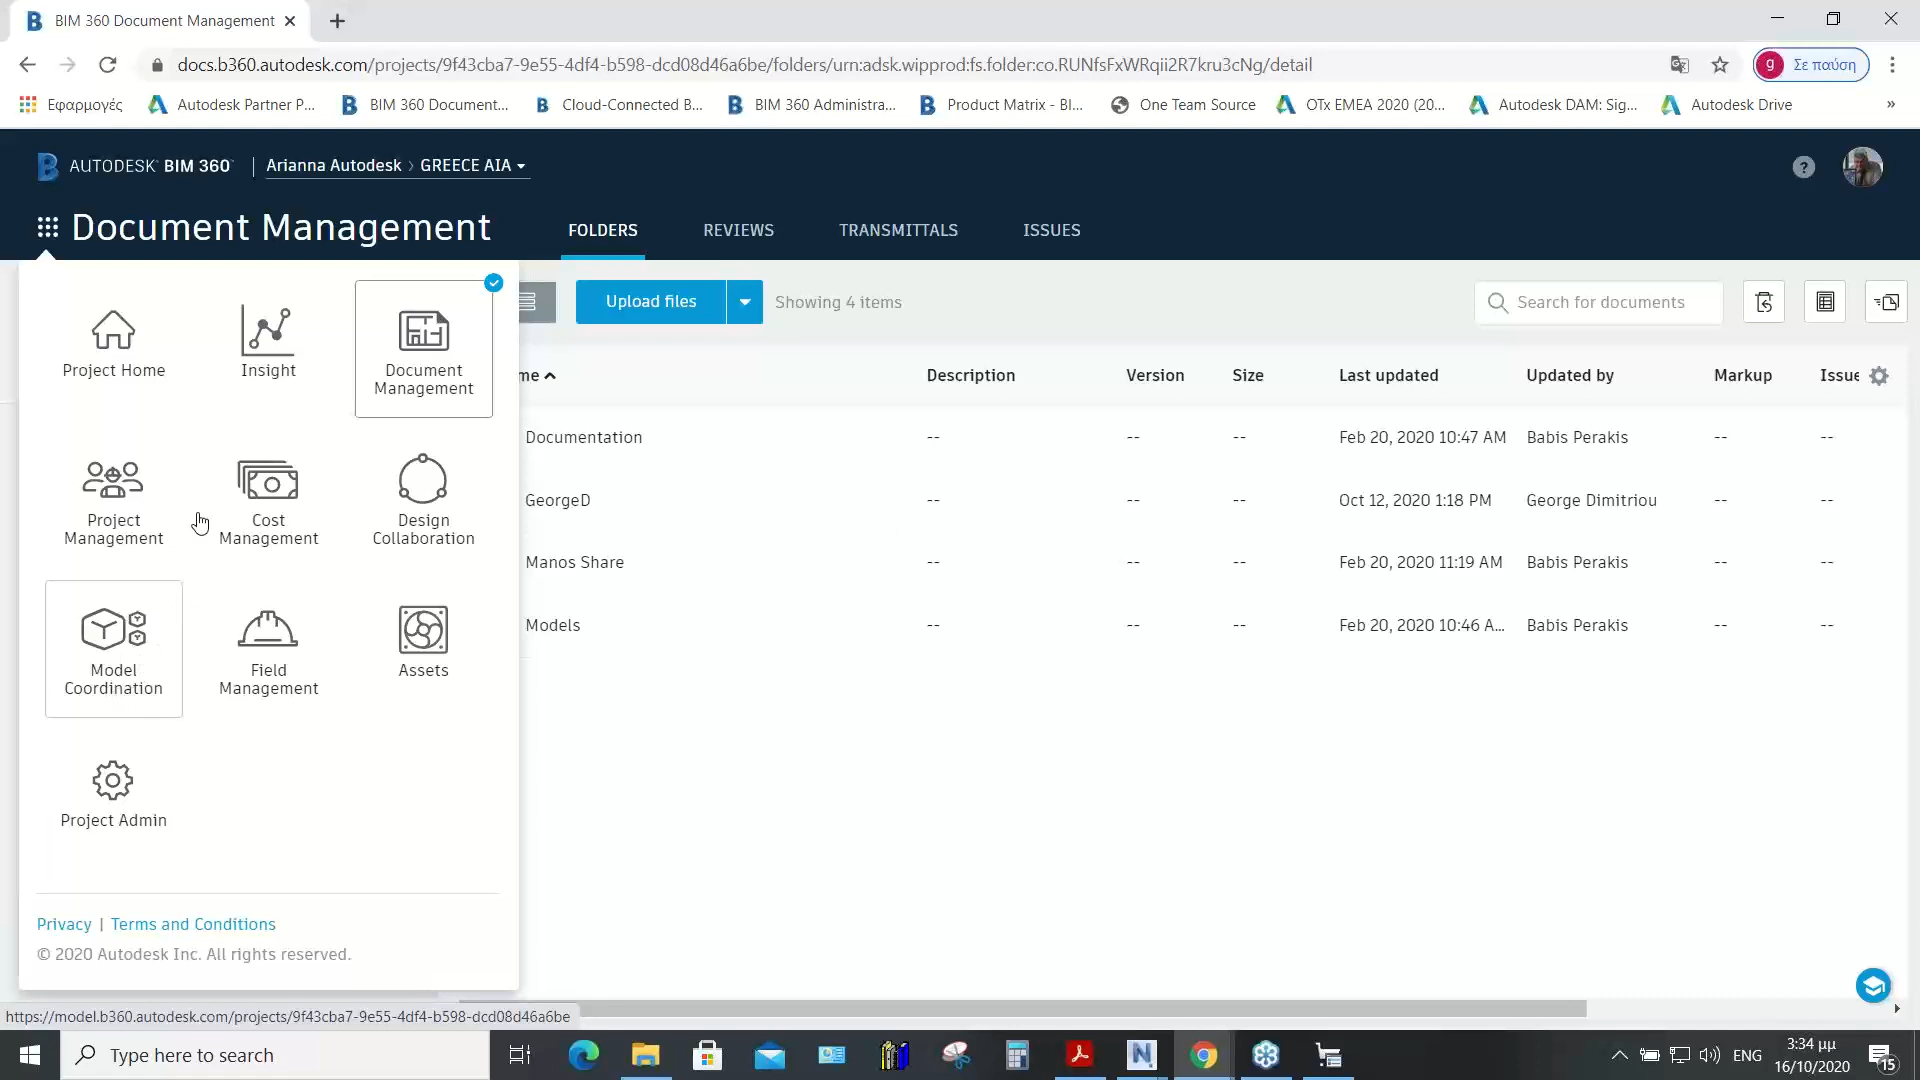 BIM 360 Document Management
docs.b360.autodesk.com/projects/9f43cba7-9e55-4df4-b598-dcd08d46a6be/folders/urn:adsk.wipprod:fs.folder:co.RUNfsFxWRqii2R7kru3cNg/detail
g Σε παύση
Εφαρμογές Autodesk Partner P... BIM 360 Document... Cloud-Connected B... BIM 360 Administra... Product Matrix - BI... One Team Source OTx EMEA 2020 (20... Autodesk DAM: Sig... Autodesk Drive »
AUTODESK BIM 360 Arianna Autodesk › GREECE AIA
Document Management FOLDERS REVIEWS TRANSMITTALS ISSUES
Upload files Showing 4 items Search for documents
Project Home Insight Document Management
Project Management Cost Management Design Collaboration
Model Coordination Field Management Assets
Project Admin
Privacy | Terms and Conditions
© 2020 Autodesk Inc. All rights reserved.
me Description Version Size Last updated Updated by Markup Issue
Documentation -- -- -- Feb 20, 2020 10:47 AM Babis Perakis -- --
GeorgeD -- -- -- Oct 12, 2020 1:18 PM George Dimitriou -- --
Manos Share -- -- -- Feb 20, 2020 11:19 AM Babis Perakis -- --
Models -- -- -- Feb 20, 2020 10:46 A... Babis Perakis -- --
https://model.b360.autodesk.com/projects/9f43cba7-9e55-4df4-b598-dcd08d46a6be
Type here to search
ENG
3:34 μμ
16/10/2020
15